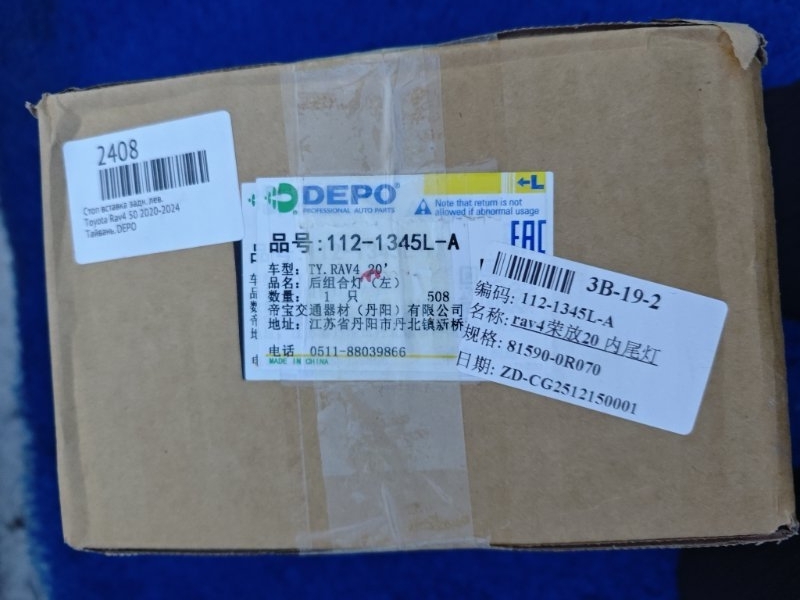 2408
Стоп вставка задн. лев.
Toyota Rav4 50 2020-2024
Тайвань, DEPO
DEPO®
PROFESSIONAL AUTO PARTS
←L
Note that return is not
allowed if abnormal usage
品号:112-1345L-A
EAC
车型: TY.RAV4 20'
品名: 后组合灯 (左)
数量: 1 只 508
帝宝交通器材(丹阳)有限公司
地址: 江苏省丹阳市丹北镇新桥
电话 0511-88039866
MADE IN CHINA
3B-19-2
编码: 112-1345L-A
名称: rav4荣放20 内尾灯
规格: 81590-0R070
日期: ZD-CG2512150001